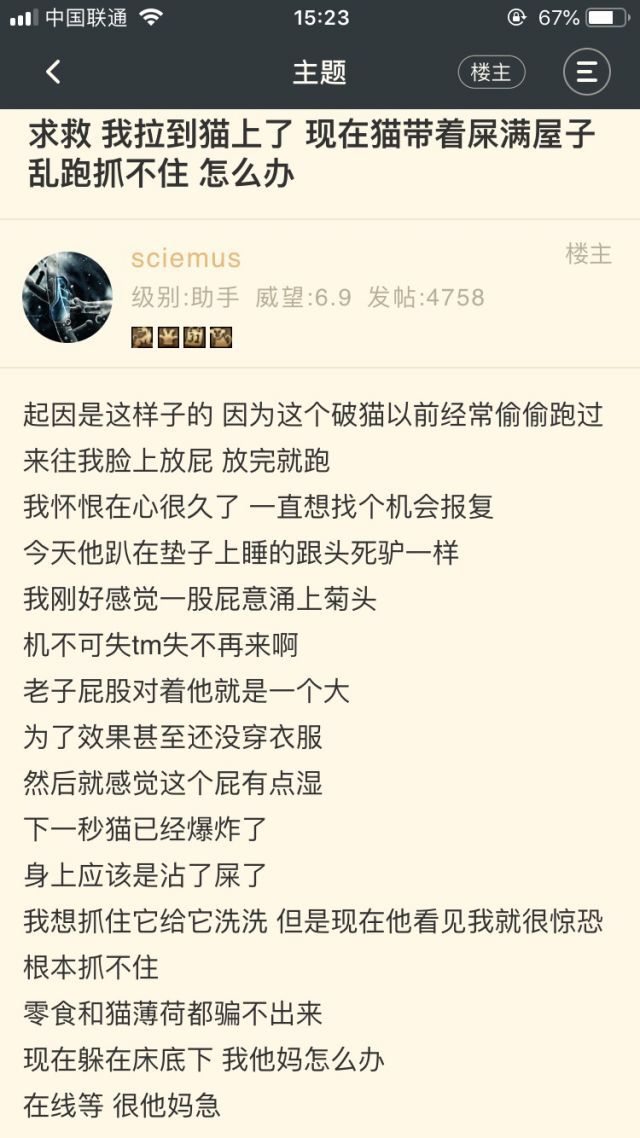 中国联通
15:23
67%
主题
楼主
求救 我拉到猫上了 现在猫带着屎满屋子
乱跑抓不住 怎么办
sciemus
楼主
级别:助手 威望:6.9 发帖:4758
起因是这样子的 因为这个破猫以前经常偷偷跑过
来往我脸上放屁 放完就跑
我怀恨在心很久了 一直想找个机会报复
今天他趴在垫子上睡的跟头死驴一样
我刚好感觉一股屁意涌上菊头
机不可失tm失不再来啊
老子屁股对着他就是一个大
为了效果甚至还没穿衣服
然后就感觉这个屁有点湿
下一秒猫已经爆炸了
身上应该是沾了屎了
我想抓住它给它洗洗 但是现在他看见我就很惊恐
根本抓不住
零食和猫薄荷都骗不出来
现在躲在床底下 我他妈怎么办
在线等 很他妈急